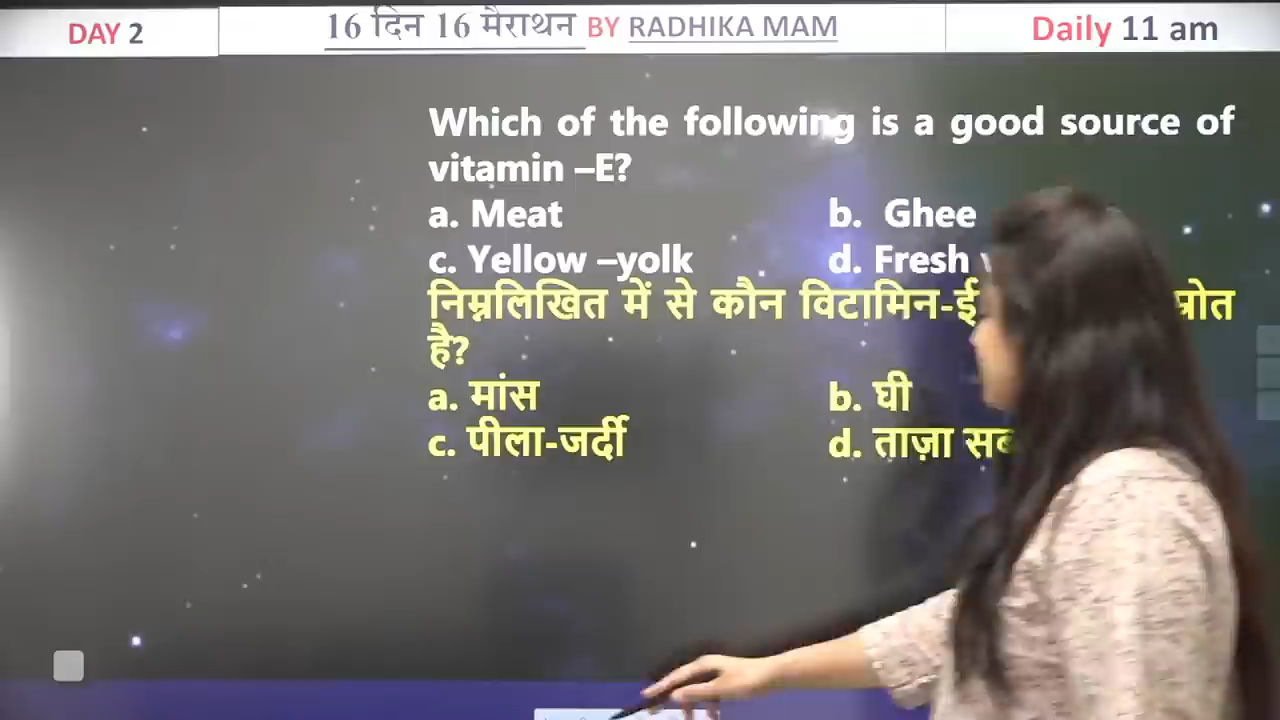 DAY 2
16 दिन 16 मैराथन BY RADHIKA MAM
Daily 11 am
Which of the following is a good source of
vitamin –E?
a. Meat
b. Ghee
c. Yellow –yolk
d. Fresh
निम्नलिखित में से कौन विटामिन-ई स्रोत
है?
a. मांस
b. घी
c. पीला-जर्दी
d. ताज़ा